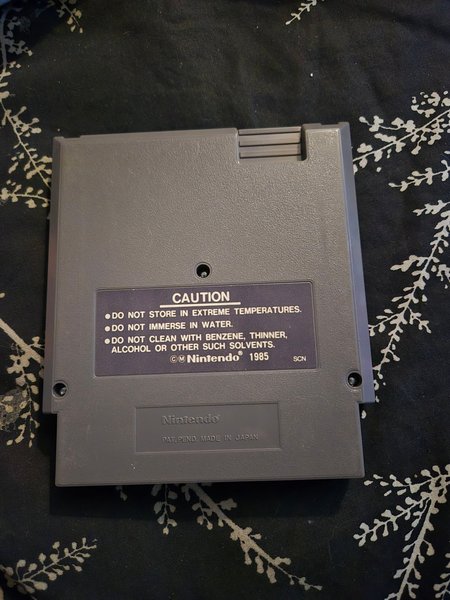 CAUTION
● DO NOT STORE IN EXTREME TEMPERATURES.
● DO NOT IMMERSE IN WATER.
● DO NOT CLEAN WITH BENZENE, THINNER,
ALCOHOL OR OTHER SUCH SOLVENTS.
©Ⓜ Nintendo® 1985 SCN
Nintendo®
PAT. PEND. MADE IN JAPAN